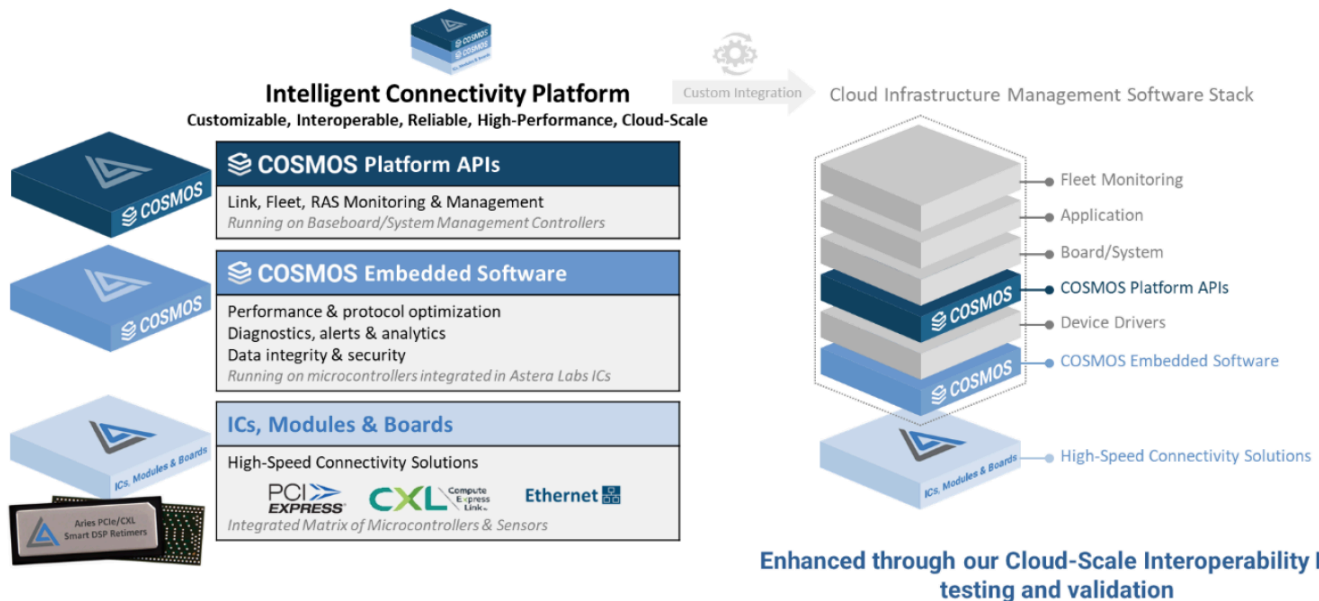 COSMOS
COSMOS
ICs, Modules & Boards
Intelligent Connectivity Platform
Customizable, Interoperable, Reliable, High-Performance, Cloud-Scale
Custom Integration
Cloud Infrastructure Management Software Stack
COSMOS
COSMOS Platform APIs
Link, Fleet, RAS Monitoring & Management
Running on Baseboard/System Management Controllers
COSMOS
COSMOS Embedded Software
Performance & protocol optimization
Diagnostics, alerts & analytics
Data integrity & security
Running on microcontrollers integrated in Astera Labs ICs
ICs, Modules & Boards
ICs, Modules & Boards
High-Speed Connectivity Solutions
PCI EXPRESS
CXL Compute Express Link™
Ethernet
Integrated Matrix of Microcontrollers & Sensors
Aries PCIe/CXL
Smart DSP Retimers
Fleet Monitoring
Application
Board/System
COSMOS
COSMOS Platform APIs
Device Drivers
COSMOS
COSMOS Embedded Software
ICs, Modules & Boards
High-Speed Connectivity Solutions
Enhanced through our Cloud-Scale Interoperability
testing and validation